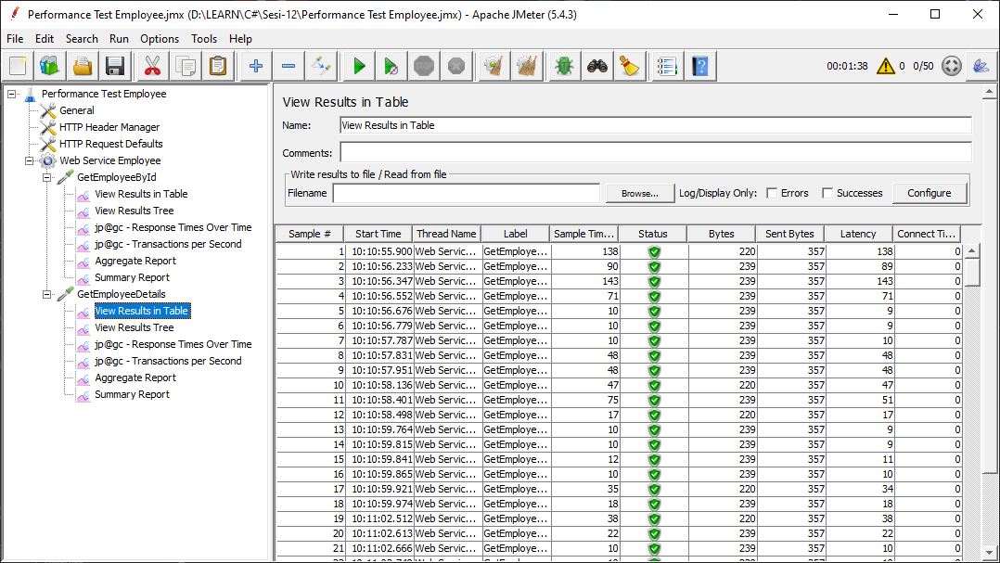 Performance Test Employee.jmx (D:\LEARN\C#\Sesi-12\Performance Test Employee.jmx) - Apache JMeter (5.4.3)
File Edit Search Run Options Tools Help
STOP 00:01:38 0 0/50
Performance Test Employee
General
HTTP Header Manager
HTTP Request Defaults
Web Service Employee
GetEmployeeById
View Results in Table
View Results Tree
jp@gc - Response Times Over Time
jp@gc - Transactions per Second
Aggregate Report
Summary Report
GetEmployeeDetails
View Results in Table
View Results Tree
jp@gc - Response Times Over Time
jp@gc - Transactions per Second
Aggregate Report
Summary Report
View Results in Table
Name: View Results in Table
Comments:
Write results to file / Read from file
Filename Browse... Log/Display Only: Errors Successes Configure
Sample # Start Time Thread Name Label Sample Tim... Status Bytes Sent Bytes Latency Connect Ti...
1 10:10:55.900 Web Servic... GetEmploye... 138 220 357 138 0
2 10:10:56.233 Web Servic... GetEmploye... 90 239 357 89 0
3 10:10:56.347 Web Servic... GetEmploye... 143 239 357 143 0
4 10:10:56.552 Web Servic... GetEmploye... 71 239 357 71 0
5 10:10:56.676 Web Servic... GetEmploye... 10 239 357 9 0
6 10:10:56.779 Web Servic... GetEmploye... 10 239 357 9 0
7 10:10:57.787 Web Servic... GetEmploye... 10 239 357 10 0
8 10:10:57.831 Web Servic... GetEmploye... 48 239 357 48 0
9 10:10:57.951 Web Servic... GetEmploye... 48 239 357 48 0
10 10:10:58.136 Web Servic... GetEmploye... 47 220 357 47 0
11 10:10:58.401 Web Servic... GetEmploye... 75 239 357 51 0
12 10:10:58.498 Web Servic... GetEmploye... 17 220 357 17 0
13 10:10:59.764 Web Servic... GetEmploye... 10 239 357 9 0
14 10:10:59.815 Web Servic... GetEmploye... 10 239 357 9 0
15 10:10:59.841 Web Servic... GetEmploye... 12 239 357 11 0
16 10:10:59.865 Web Servic... GetEmploye... 10 239 357 10 0
17 10:10:59.921 Web Servic... GetEmploye... 35 220 357 34 0
18 10:10:59.974 Web Servic... GetEmploye... 18 239 357 18 0
19 10:11:02.512 Web Servic... GetEmploye... 38 220 357 38 0
20 10:11:02.613 Web Servic... GetEmploye... 22 239 357 22 0
21 10:11:02.666 Web Servic... GetEmploye... 10 239 357 10 0